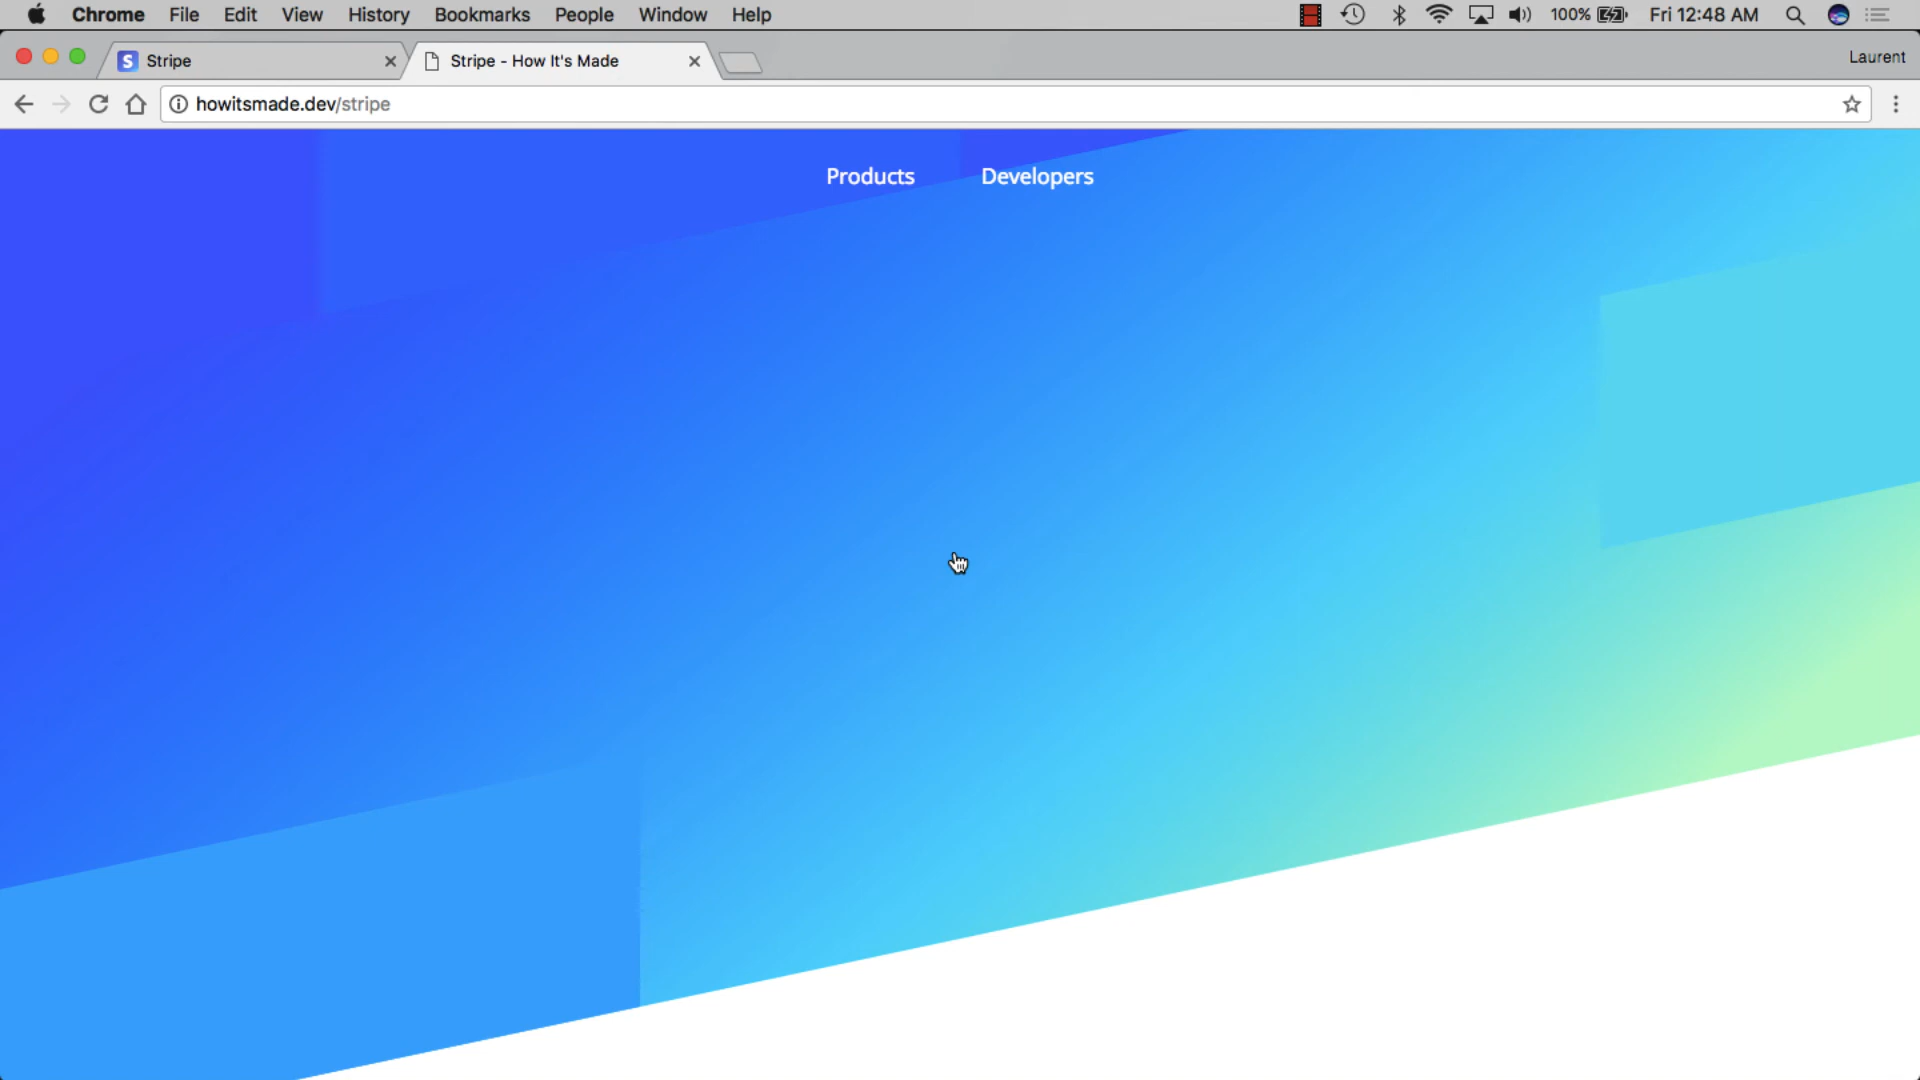 Chrome File Edit View History Bookmarks People Window Help 100% Fri 12:48 AM
S Stripe Stripe - How It's Made Laurent
howitsmade.dev/stripe
Products Developers